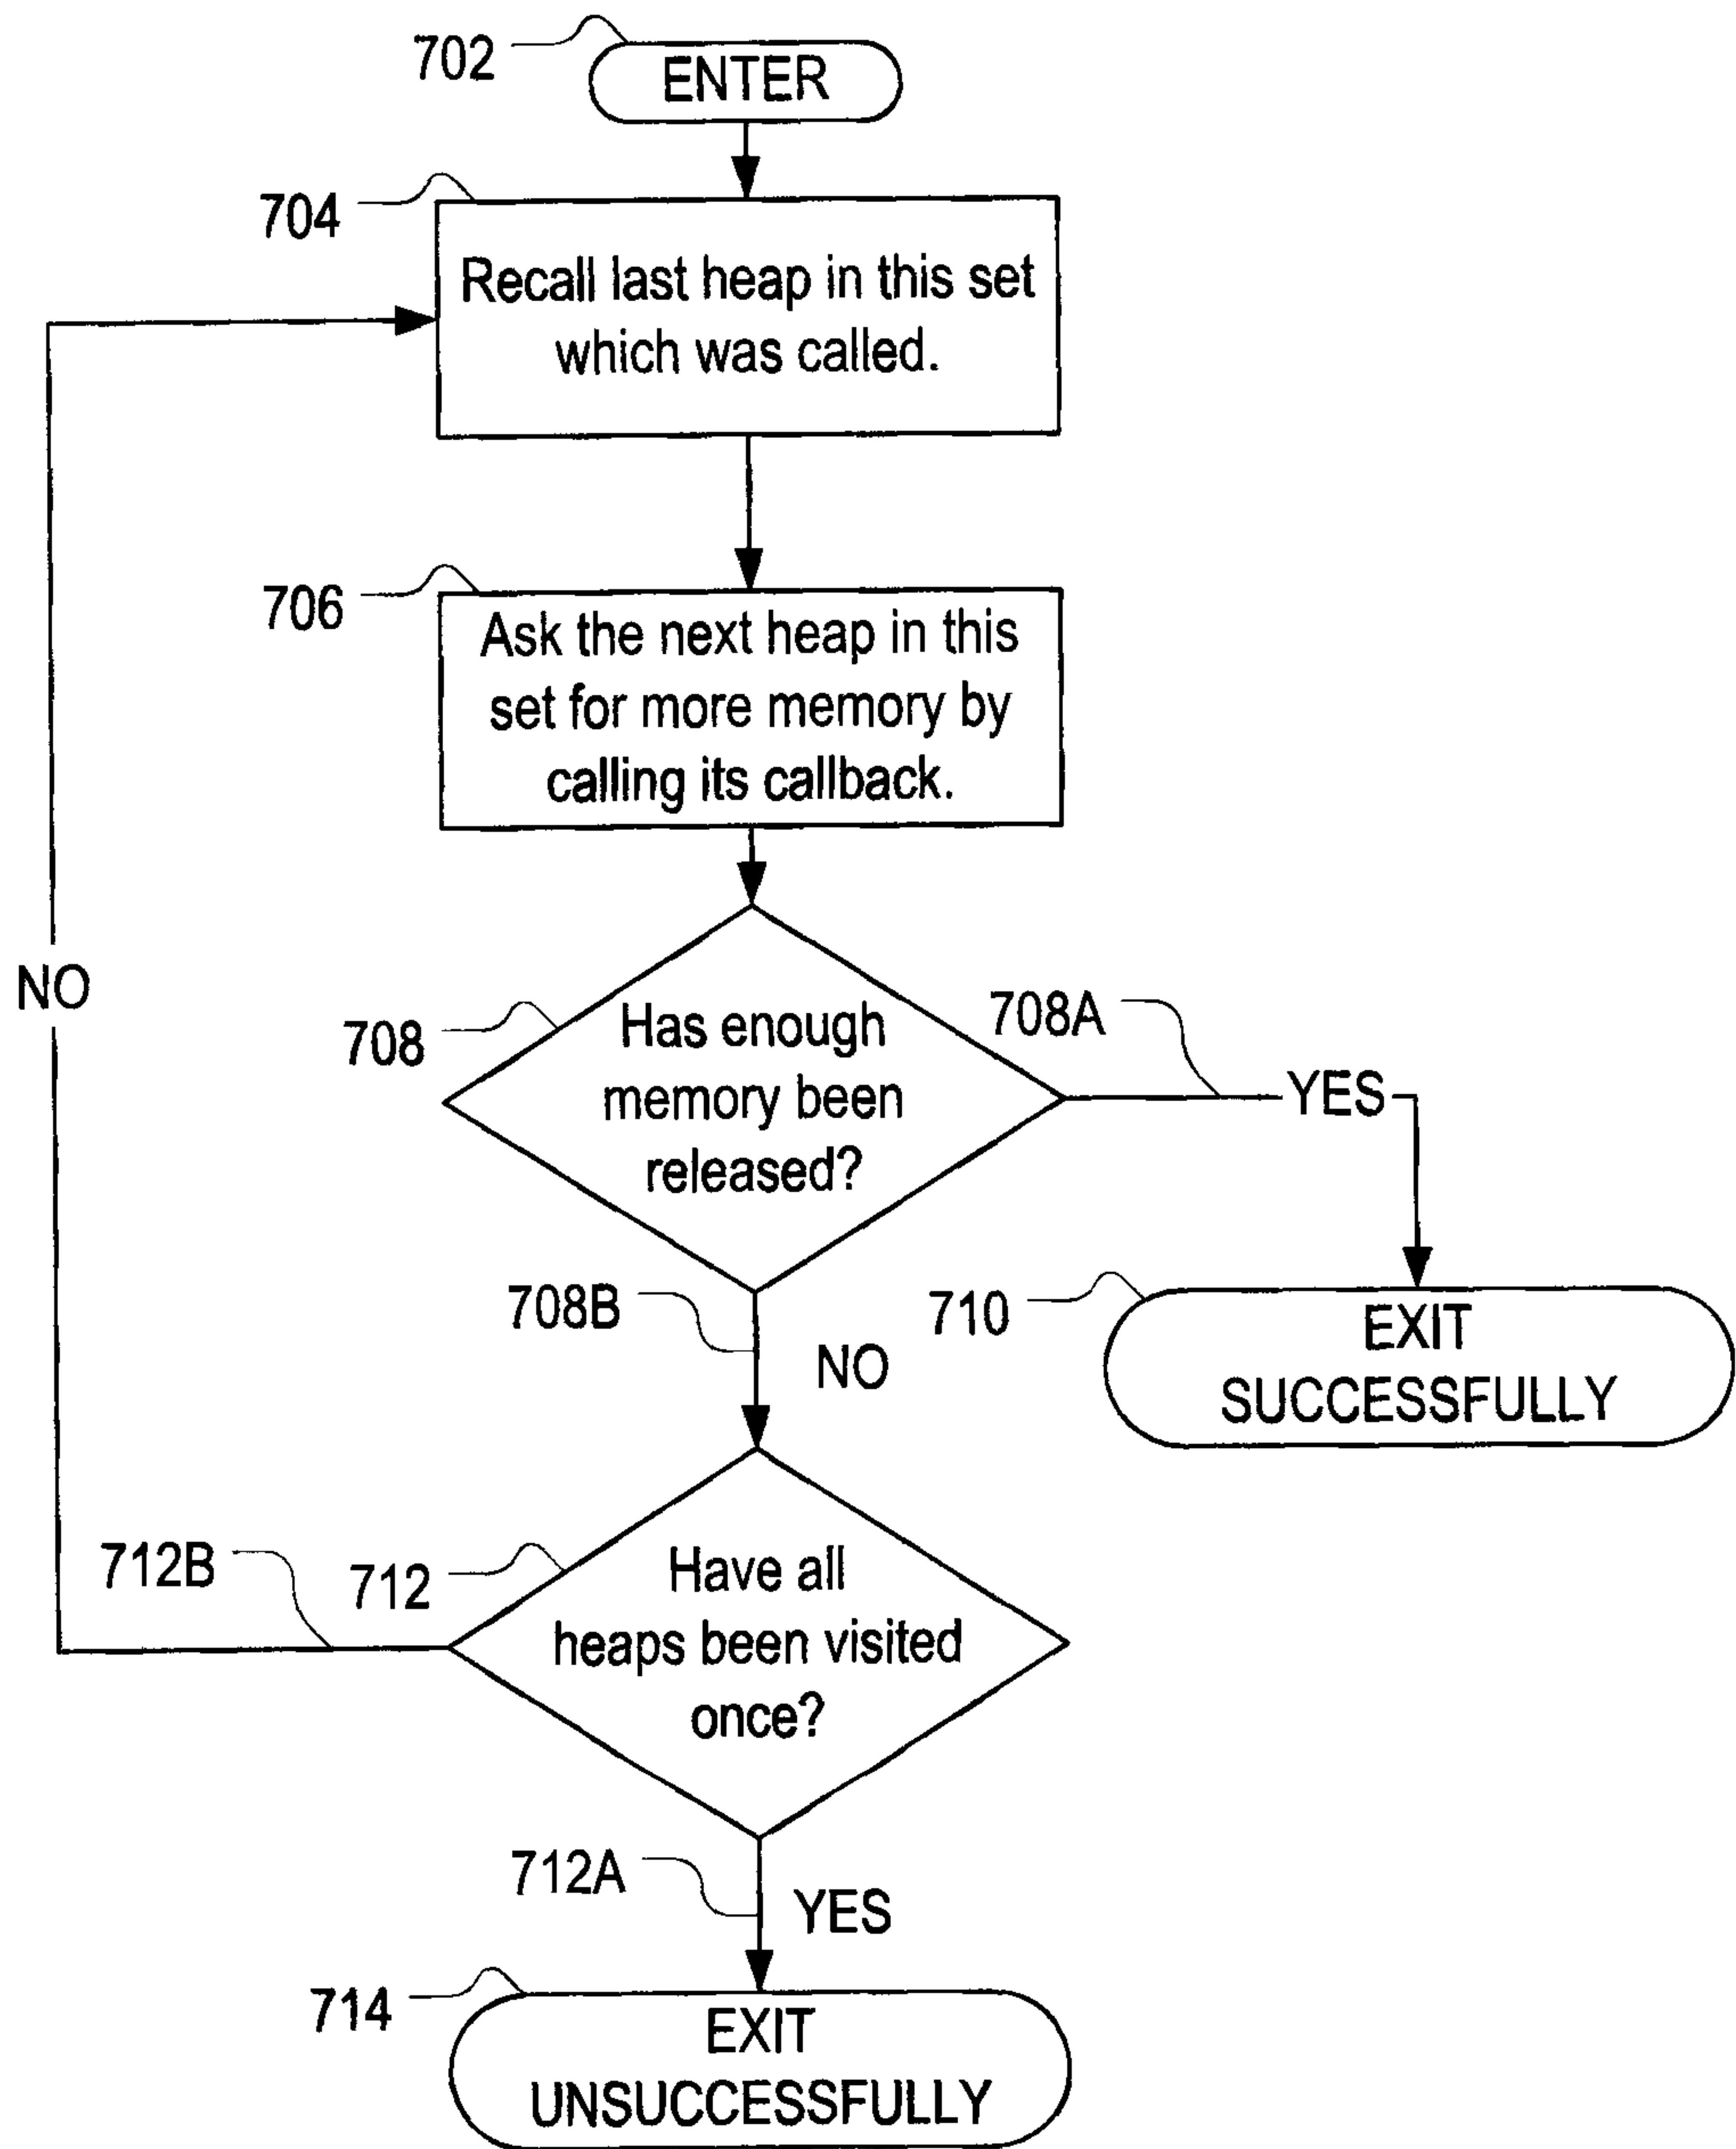 702
ENTER
704
Recall last heap in this set
which was called.
706
Ask the next heap in this
set for more memory by
calling its callback.
NO
708
Has enough
memory been
released?
708A
YES
708B
NO
710
EXIT
SUCCESSFULLY
712B
712
Have all
heaps been visited
once?
712A
YES
714
EXIT
UNSUCCESSFULLY